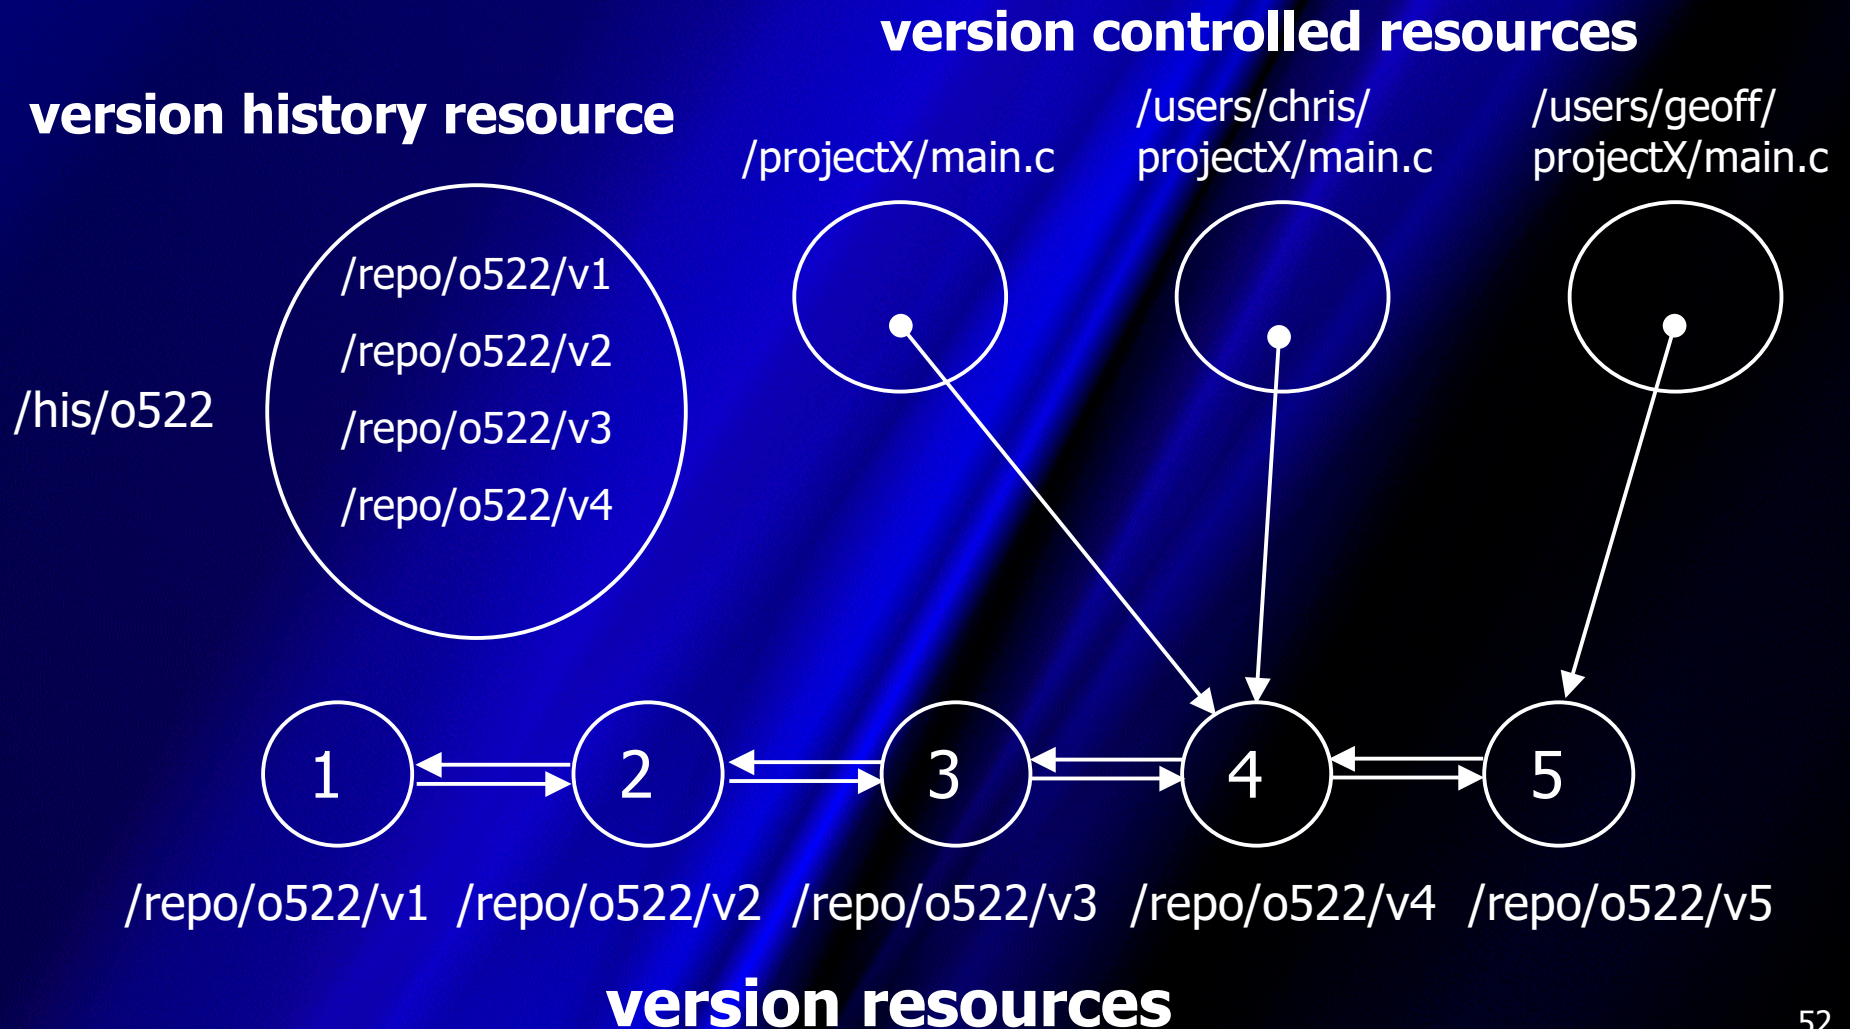 version controlled resources
version history resource
/projectX/main.c
/users/chris/
projectX/main.c
/users/geoff/
projectX/main.c
/his/o522
/repo/o522/v1
/repo/o522/v2
/repo/o522/v3
/repo/o522/v4
1
2
3
4
5
/repo/o522/v1
/repo/o522/v2
/repo/o522/v3
/repo/o522/v4
/repo/o522/v5
version resources
52